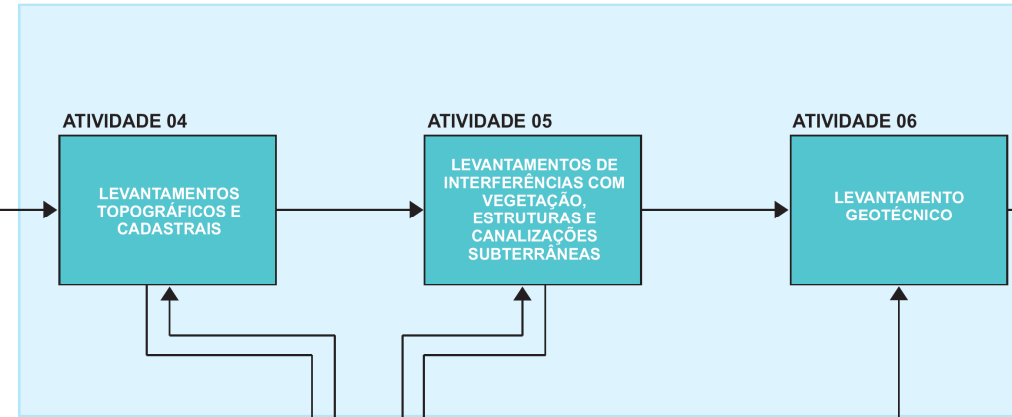 ATIVIDADE 04
LEVANTAMENTOS
TOPOGRÁFICOS E
CADASTRAIS
ATIVIDADE 05
LEVANTAMENTOS DE
INTERFERÊNCIAS COM
VEGETAÇÃO,
ESTRUTURAS E
CANALIZAÇÕES
SUBTERRÂNEAS
ATIVIDADE 06
LEVANTAMENTO
GEOTÉCNICO